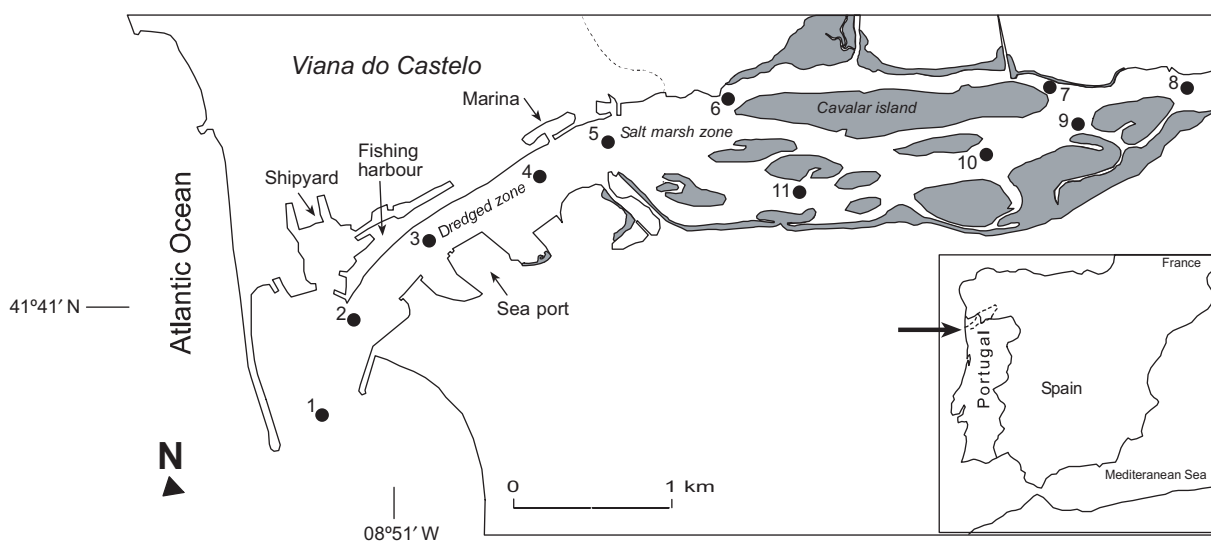 Viana do Castelo
Marina
Shipyard
Fishing
harbour
Atlantic Ocean
Dredged zone
Salt marsh zone
Cavalar island
Sea port
1
2
3
4
5
6
7
8
9
10
11
41º41′ N
08º51′ W
N
0
1 km
France
Portugal
Spain
Mediterranean Sea